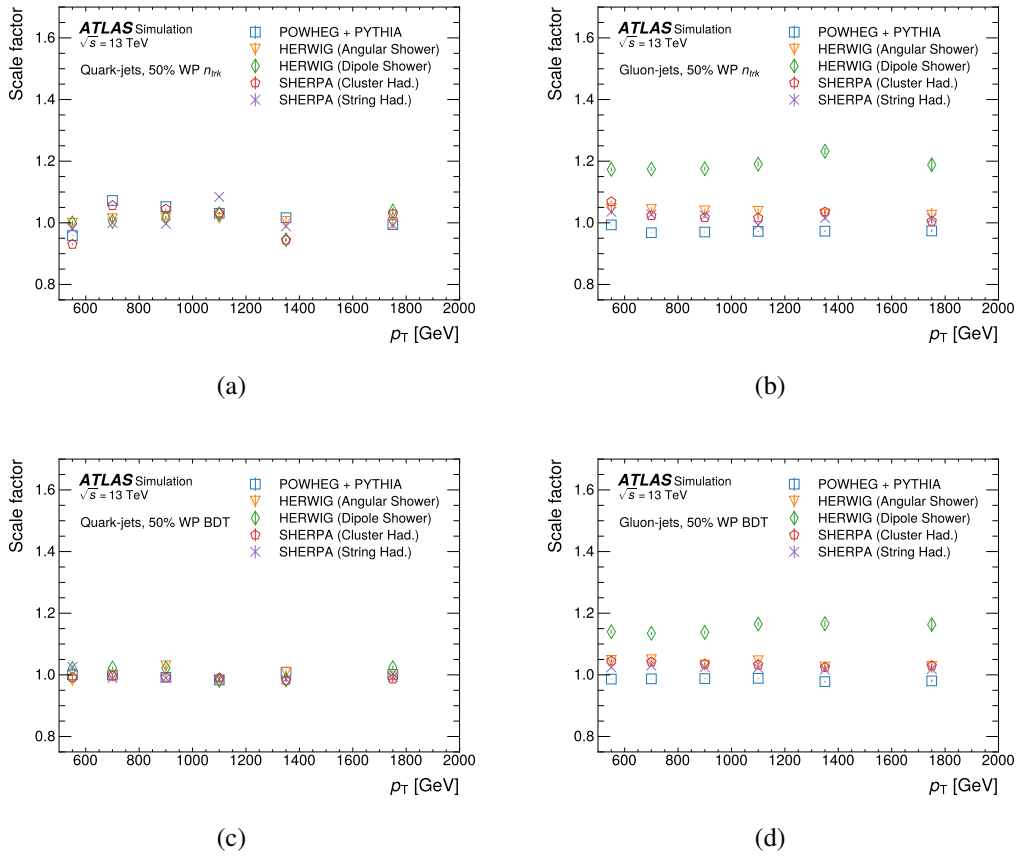 ATLAS Simulation
√s = 13 TeV
Quark-jets, 50% WP n_trk
POWHEG + PYTHIA
HERWIG (Angular Shower)
HERWIG (Dipole Shower)
SHERPA (Cluster Had.)
SHERPA (String Had.)
Scale factor
1.6
1.4
1.2
1.0
0.8
600 800 1000 1200 1400 1600 1800 2000
p_T [GeV]
(a)
ATLAS Simulation
√s = 13 TeV
Gluon-jets, 50% WP n_trk
POWHEG + PYTHIA
HERWIG (Angular Shower)
HERWIG (Dipole Shower)
SHERPA (Cluster Had.)
SHERPA (String Had.)
Scale factor
1.6
1.4
1.2
1.0
0.8
600 800 1000 1200 1400 1600 1800 2000
p_T [GeV]
(b)
ATLAS Simulation
√s = 13 TeV
Quark-jets, 50% WP BDT
POWHEG + PYTHIA
HERWIG (Angular Shower)
HERWIG (Dipole Shower)
SHERPA (Cluster Had.)
SHERPA (String Had.)
Scale factor
1.6
1.4
1.2
1.0
0.8
600 800 1000 1200 1400 1600 1800 2000
p_T [GeV]
(c)
ATLAS Simulation
√s = 13 TeV
Gluon-jets, 50% WP BDT
POWHEG + PYTHIA
HERWIG (Angular Shower)
HERWIG (Dipole Shower)
SHERPA (Cluster Had.)
SHERPA (String Had.)
Scale factor
1.6
1.4
1.2
1.0
0.8
600 800 1000 1200 1400 1600 1800 2000
p_T [GeV]
(d)